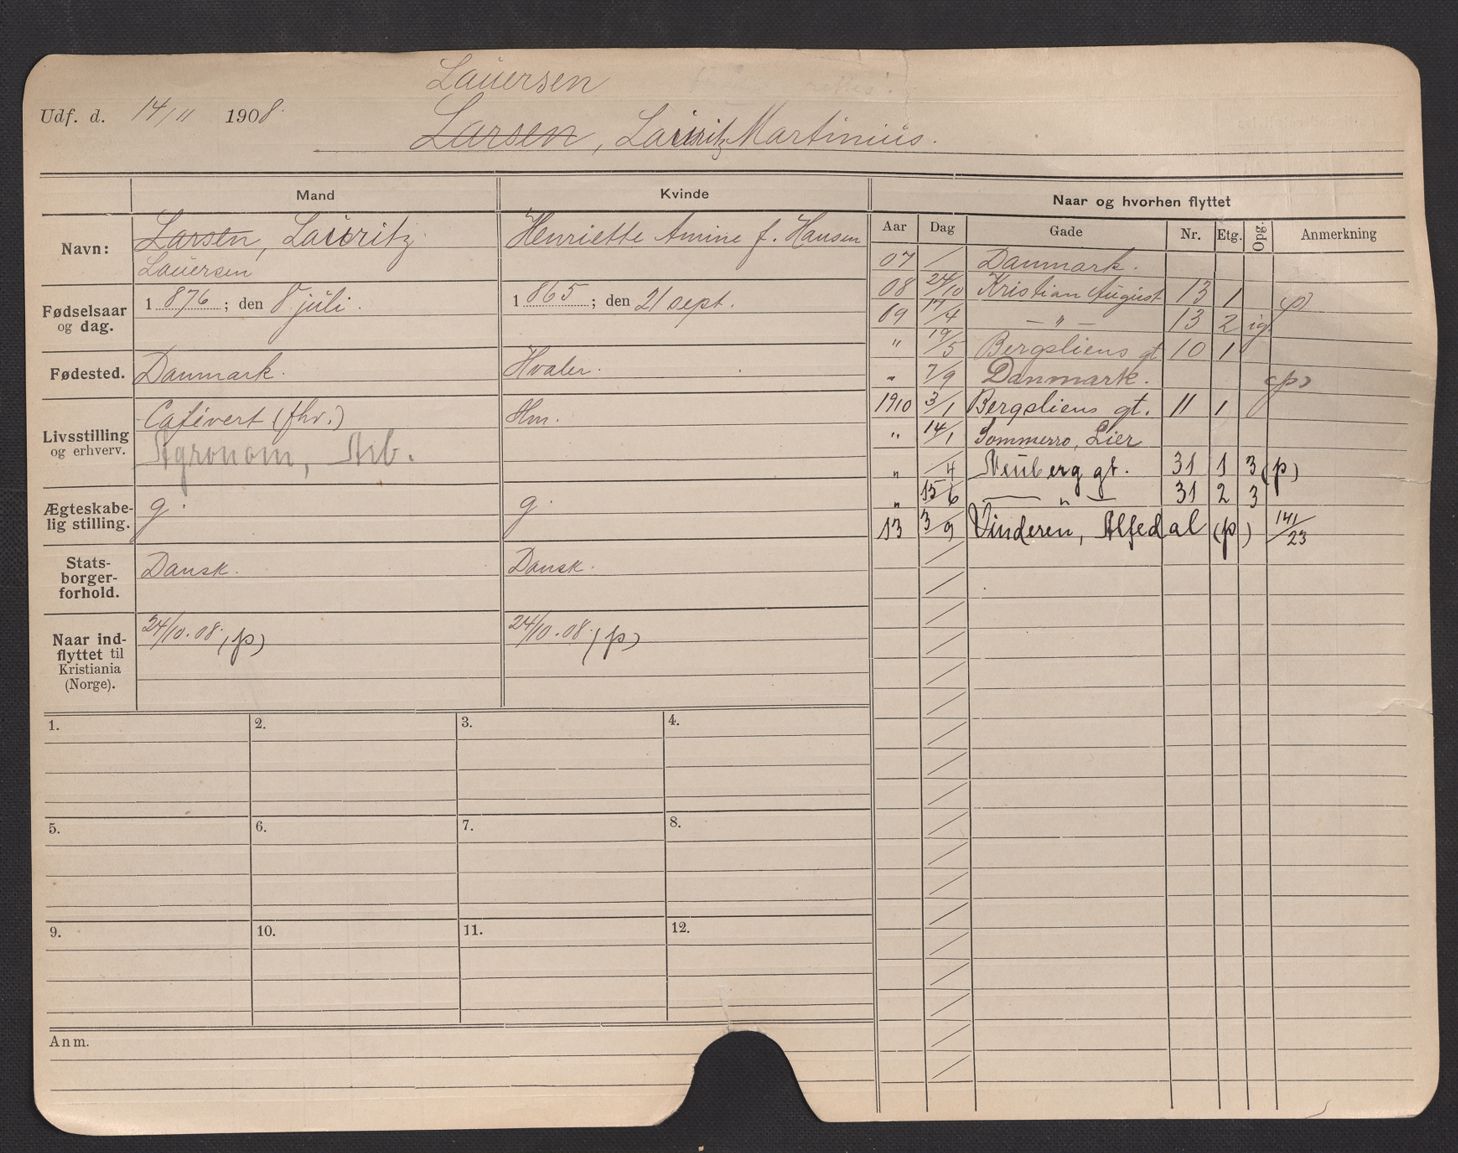 Lauersen
Udf. d. 14/11 1908.
Larsen, Lauritz Martinius.
Mand
Kvinde
Naar og hvorhen flyttet
Aar Dag Gade Nr. Etg. Opg. Anmerkning
Navn: Larsen, Lauritz Henriette Amine f. Hansen
Lauersen
Fødselsaar og dag. 1876; den 8 juli. 1865; den 21 sept.
Fødested. Danmark. Hvaler.
Livsstilling og erhverv. Cafévert (fhv.) Hm.
Agronom, Arb.
Ægteskabelig stilling. g. g.
Statsborgerforhold. Dansk. Dansk.
Naar indflyttet til Kristiania (Norge). 24/10.08. (p) 24/10.08. (p)
07 / Danmark.
08 24/10 Kristian August 13 1 (p)
09 17/4 — " — 13 2 ig.
" 19/5 Bergsliens gt 10 1
" 7/9 Danmark. (p)
1910 3/1 Bergsliens gt. 11 1
" 14/1 Sommerro, Lier
" /4 Neuberg gt. 31 1 3 (p)
" 15/6 — " — 31 2 3
13 3/9 Vinderen, Alfedal (p) 141/23
1. 2. 3. 4.
5. 6. 7. 8.
9. 10. 11. 12.
Anm.